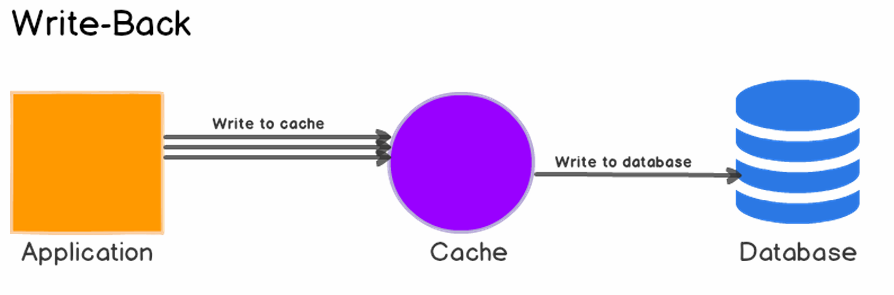 Write-Back
Write to cache
Write to database
Application
Cache
Database